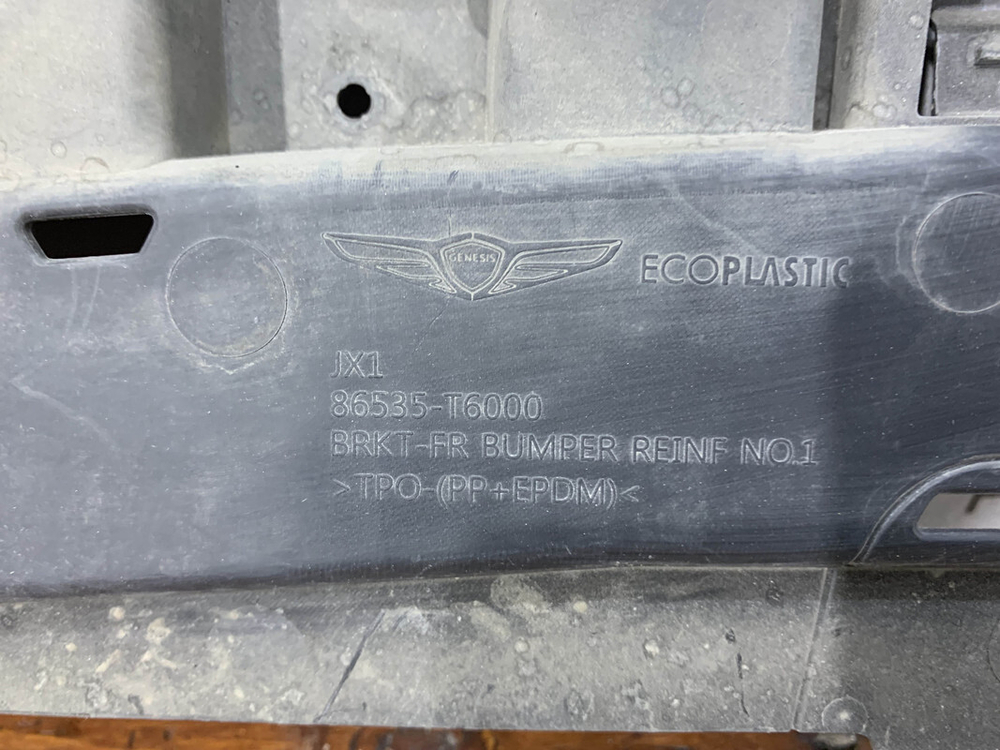 GENESIS ECOPLASTIC
JX1
86535-T6000
BRKT-FR BUMPER REINF NO.1
>TPO-(PP+EPDM)<